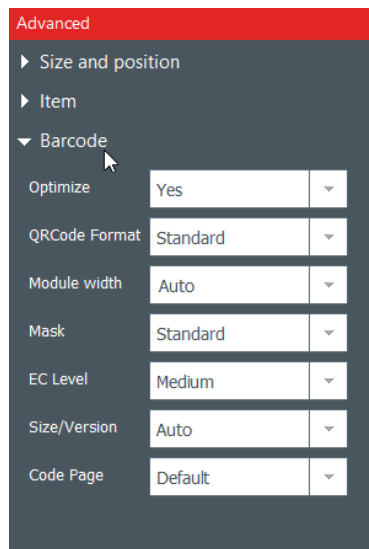 Advanced
Size and position
Item
Barcode
Optimize Yes
QRCode Format Standard
Module width Auto
Mask Standard
EC Level Medium
Size/Version Auto
Code Page Default